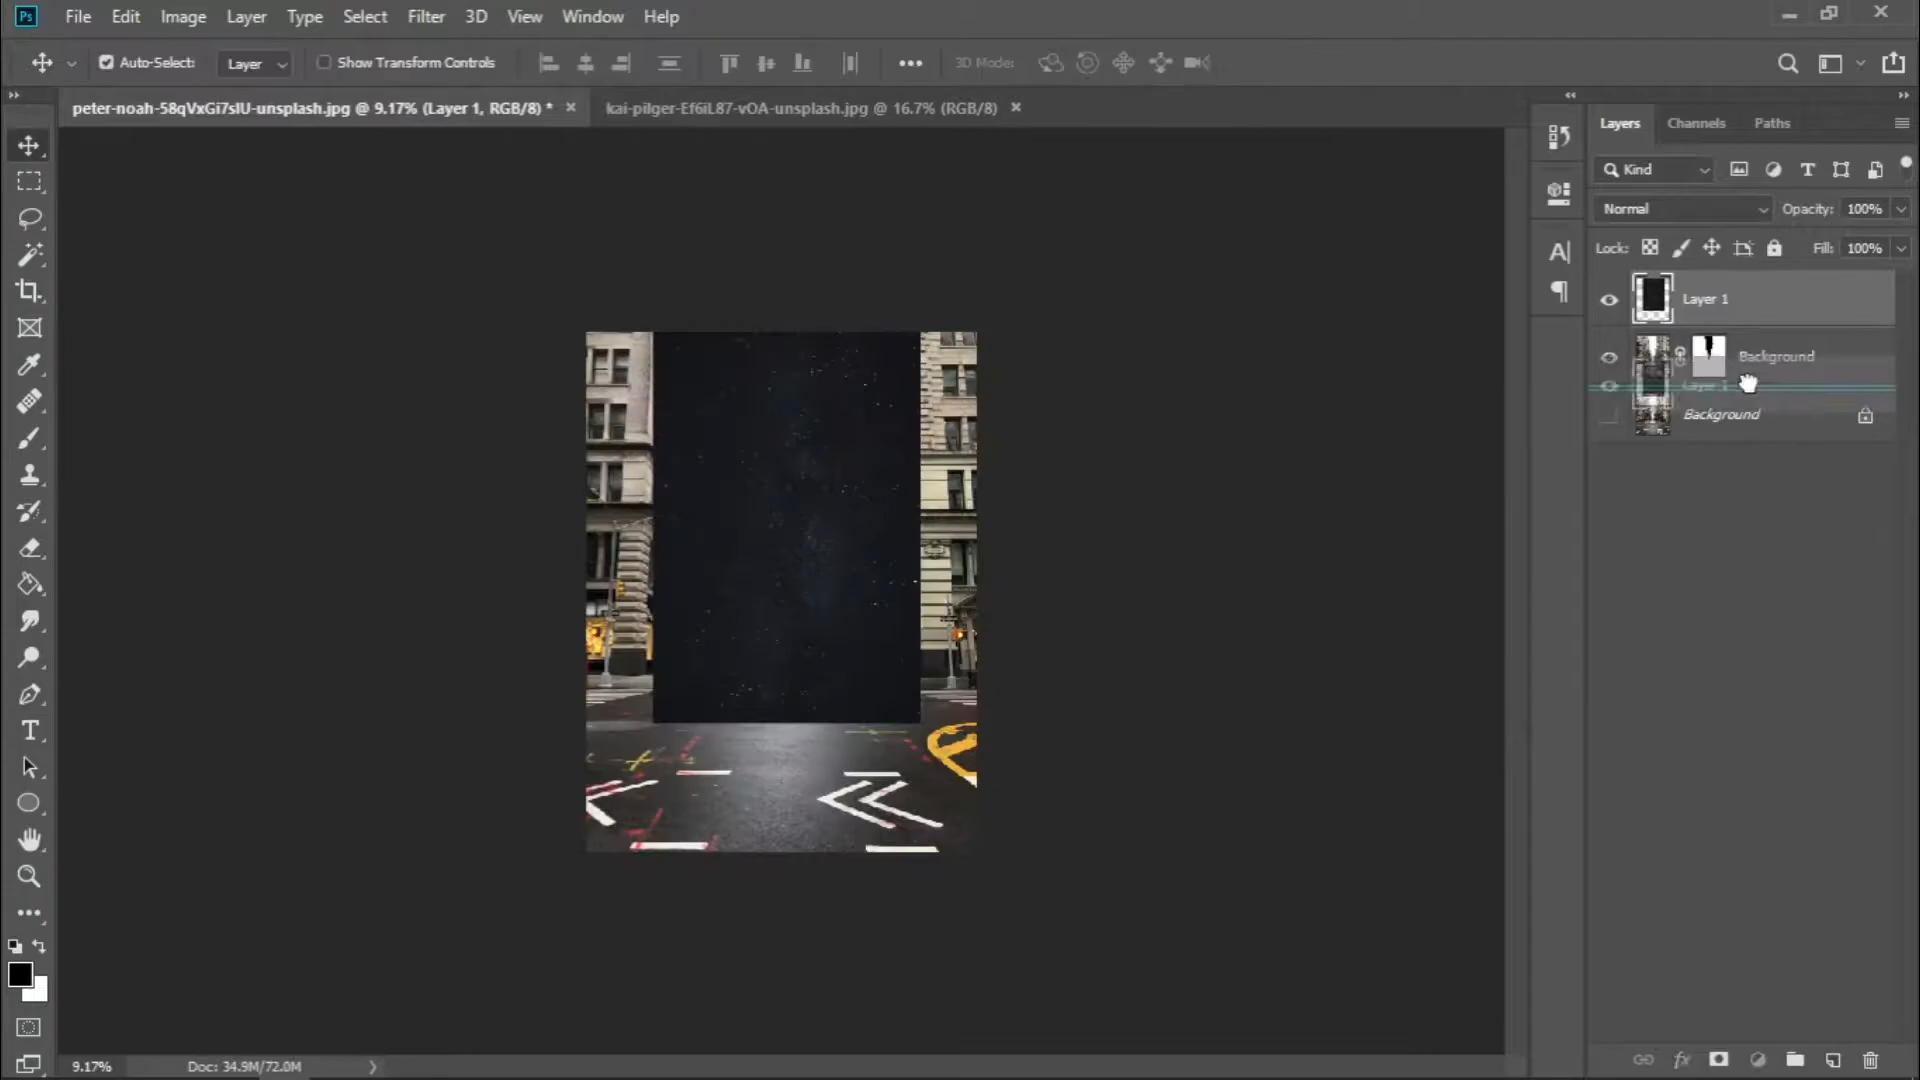 Ps File Edit Image Layer Type Select Filter 3D View Window Help
Auto-Select: Layer Show Transform Controls 3D Mode:
peter-noah-58qVxGi7slU-unsplash.jpg @ 9.17% (Layer 1, RGB/8) *
kai-pilger-Ef6iL87-vOA-unsplash.jpg @ 16.7% (RGB/8)
Layers Channels Paths
Kind
Normal Opacity: 100%
Lock: Fill: 100%
Layer 1
Background
Layer 1
Background
9.17% Doc: 34.9M/72.0M